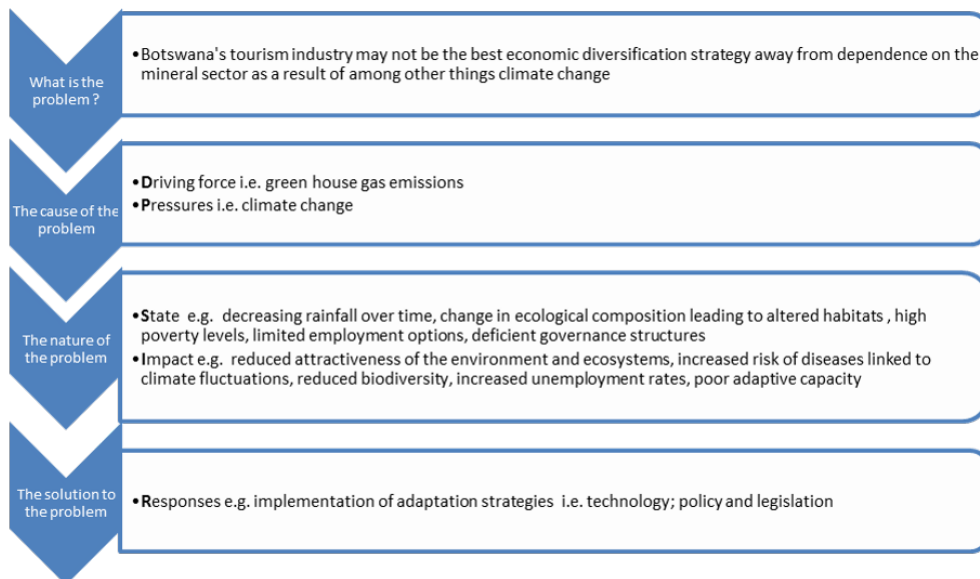 What is the
problem ?
•Botswana's tourism industry may not be the best economic diversification strategy away from dependence on the
mineral sector as a result of among other things climate change
The cause of the
problem
•Driving force i.e. green house gas emissions
•Pressures i.e. climate change
The nature of
the problem
•State e.g. decreasing rainfall over time, change in ecological composition leading to altered habitats , high
poverty levels, limited employment options, deficient governance structures
•Impact e.g. reduced attractiveness of the environment and ecosystems, increased risk of diseases linked to
climate fluctuations, reduced biodiversity, increased unemployment rates, poor adaptive capacity
The solution to
the problem
•Responses e.g. implementation of adaptation strategies i.e. technology; policy and legislation